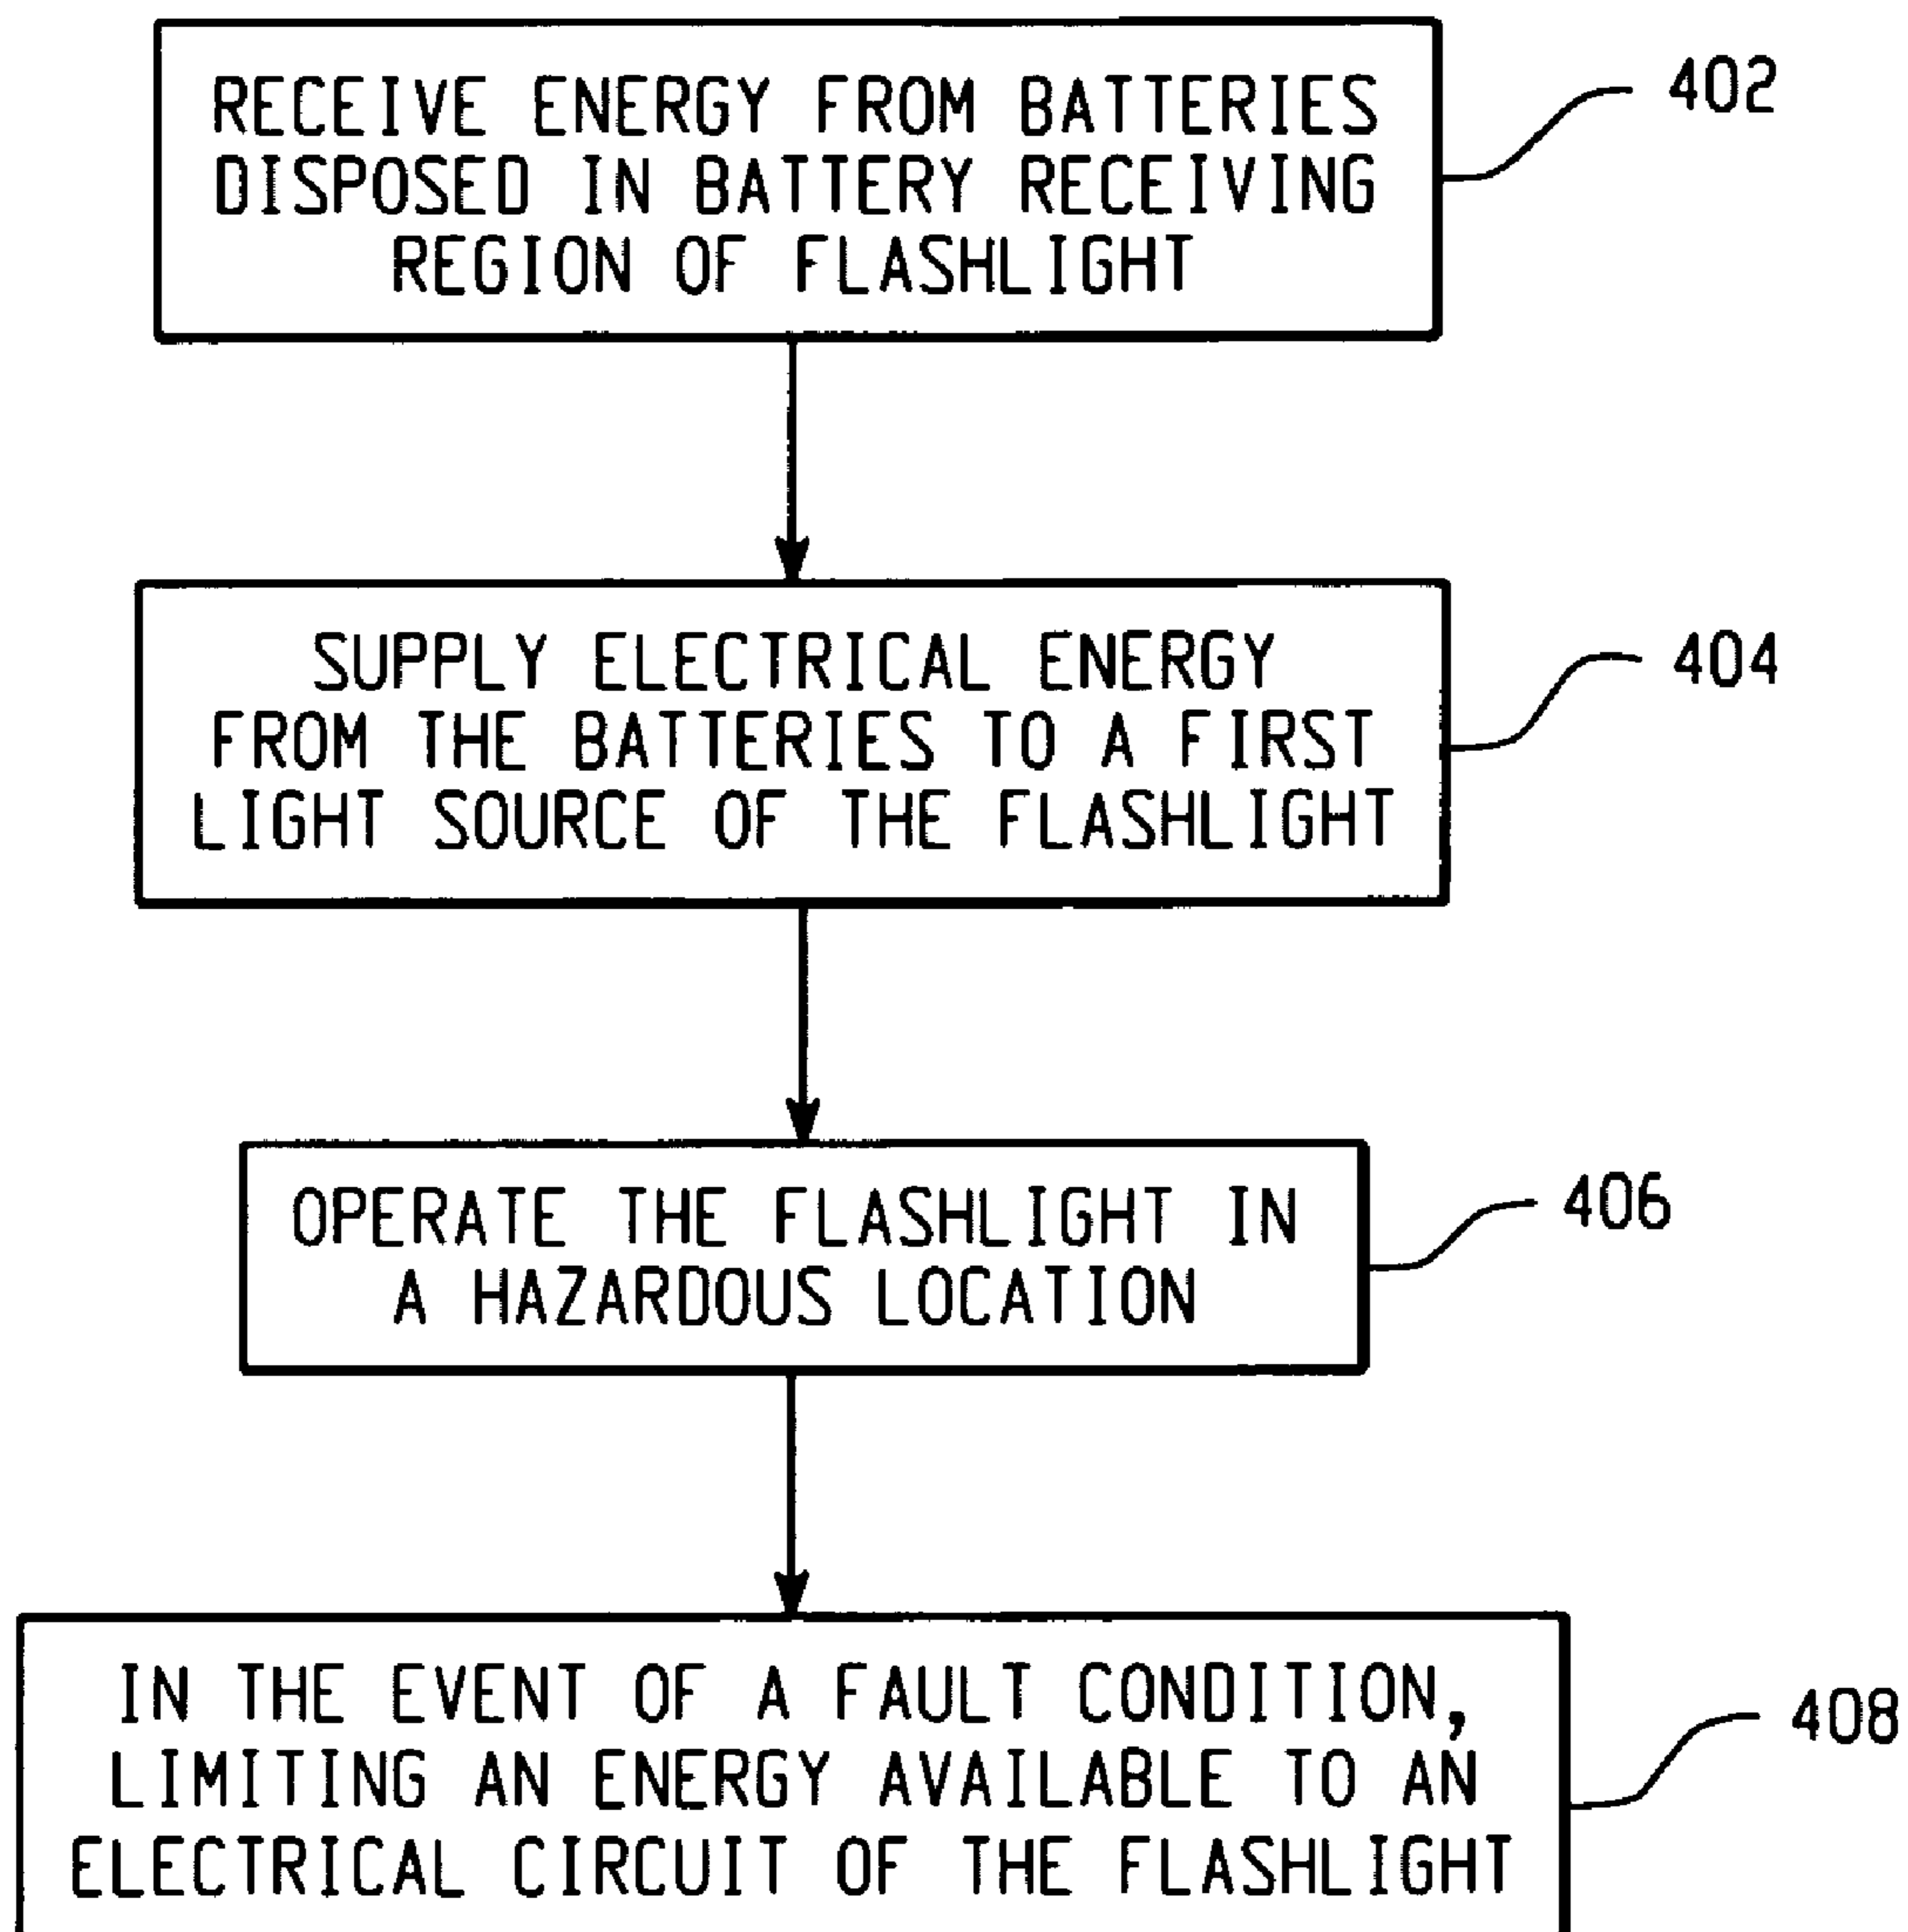 RECEIVE ENERGY FROM BATTERIES
DISPOSED IN BATTERY RECEIVING
REGION OF FLASHLIGHT
402
SUPPLY ELECTRICAL ENERGY
FROM THE BATTERIES TO A FIRST
LIGHT SOURCE OF THE FLASHLIGHT
404
OPERATE THE FLASHLIGHT IN
A HAZARDOUS LOCATION
406
IN THE EVENT OF A FAULT CONDITION,
LIMITING AN ENERGY AVAILABLE TO AN
ELECTRICAL CIRCUIT OF THE FLASHLIGHT
408